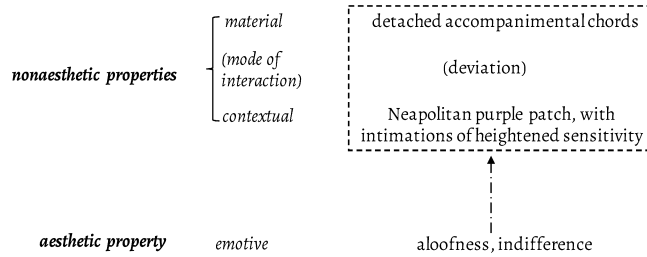 material detached accompanimental chords
nonaesthetic properties (mode of interaction) (deviation)
contextual Neapolitan purple patch, with intimations of heightened sensitivity
aesthetic property emotive aloofness, indifference